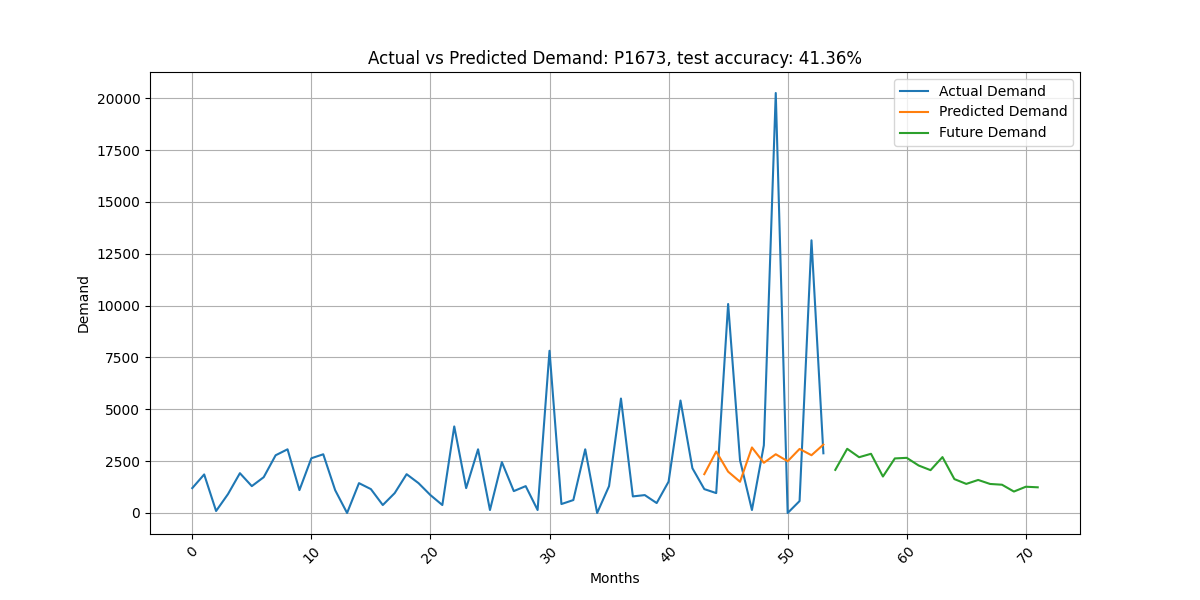 Actual vs Predicted Demand: P1673, test accuracy: 41.36%
Actual Demand
Predicted Demand
Future Demand
Demand
20000
17500
15000
12500
10000
7500
5000
2500
0
0
10
20
30
40
50
60
70
Months